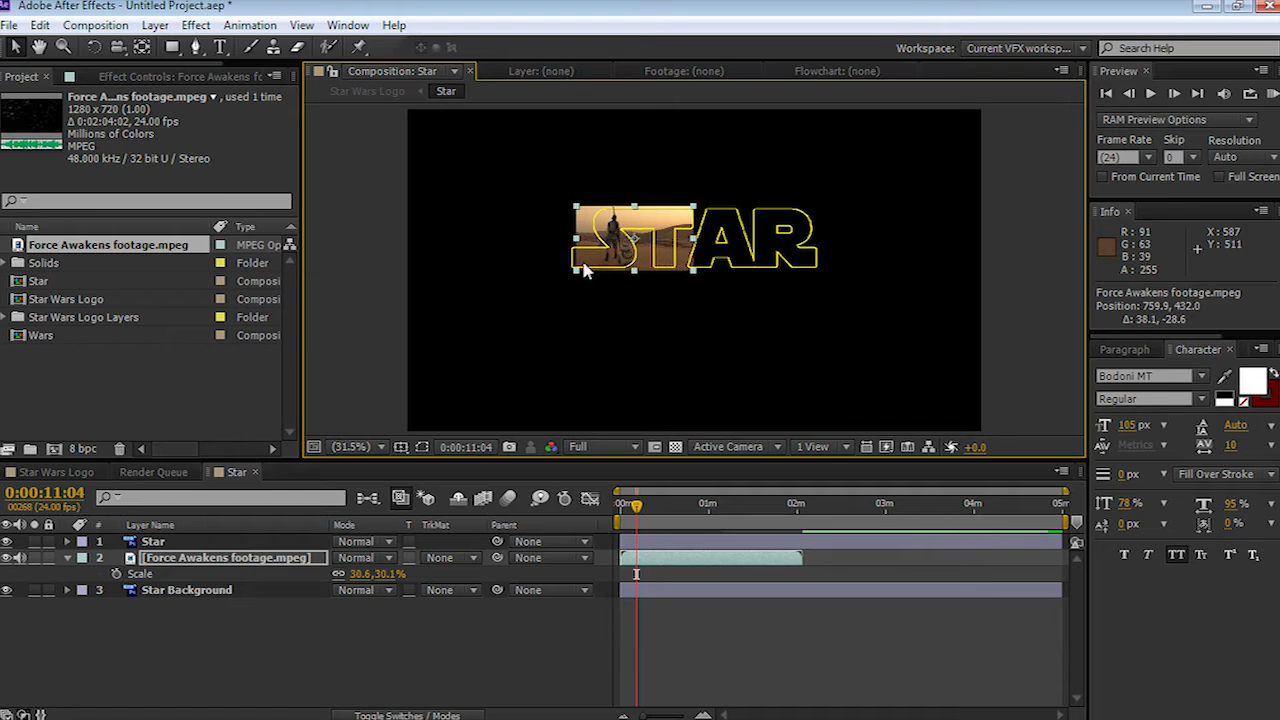 Adobe After Effects - Untitled Project.aep *
File Edit Composition Layer Effect Animation View Window Help
Workspace: Current VFX worksp... Search Help
Project Effect Controls: Force Awakens fo
Composition: Star Layer: (none) Footage: (none) Flowchart: (none)
Preview
Star Wars Logo Star
Force A...ns footage.mpeg ▼, used 1 time
1280 x 720 (1.00)
Δ 0:02:04:02, 24.00 fps
Millions of Colors
MPEG
48.000 kHz / 32 bit U / Stereo
RAM Preview Options
Frame Rate Skip Resolution
(24) 0 Auto
From Current Time Full Screen
Name Type
Force Awakens footage.mpeg MPEG Op
Solids Folder
Star Composi
Star Wars Logo Composi
Star Wars Logo Layers Folder
Wars Composi
STAR
Info
R: 91 X: 587
G: 63 Y: 511
B: 39
A: 255
Force Awakens footage.mpeg
Position: 759.9, 432.0
Δ: 38.1, -28.6
Paragraph Character
Bodoni MT
Regular
105 px Auto
Metrics 10
0 px Fill Over Stroke
78 % 95 %
0 px 0 %
T T TT Tr T¹ T₁
8 bpc
(31.5%) 0:00:11:04 Full Active Camera 1 View +0.0
Star Wars Logo Render Queue Star
0:00:11:04
00268 (24.00 fps)
:00m 01m 02m 03m 04m 05m
# Layer Name Mode T TrkMat Parent
1 Star Normal None
2 [Force Awakens footage.mpeg] Normal None None
Scale 30.6,30.1%
3 Star Background Normal None None
Toggle Switches / Modes